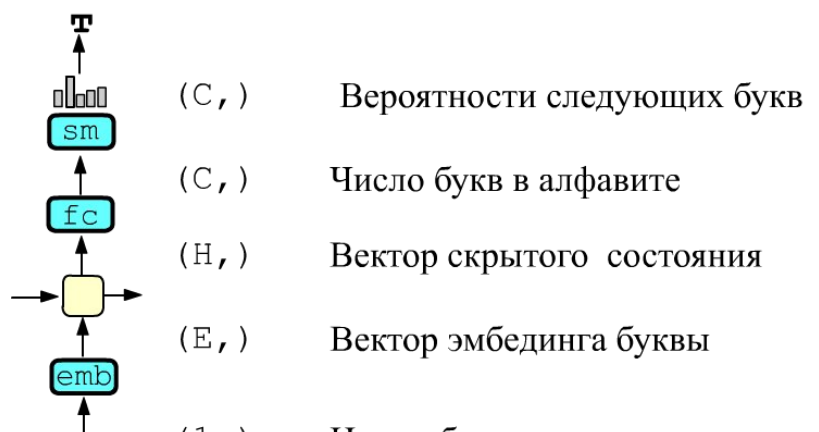 т
(C,) Вероятности следующих букв
sm
(C,) Число букв в алфавите
fc
(H,) Вектор скрытого состояния
(E,) Вектор эмбединга буквы
emb